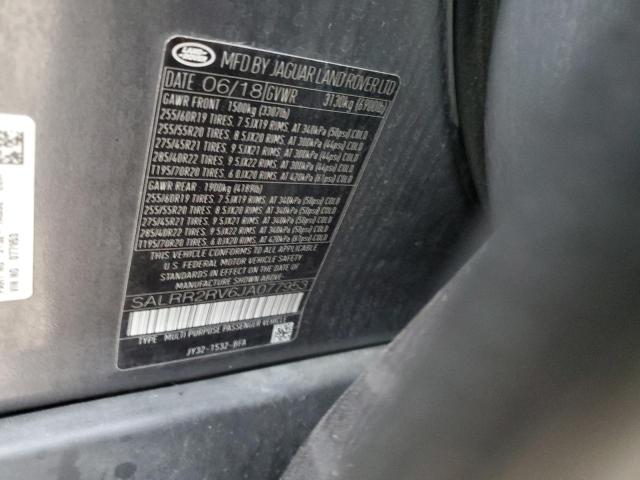 LAND ROVER
MFD BY JAGUAR LAND ROVER LTD
DATE 06/18 GVWR 3130kg (6900lb)
GAWR FRONT 1500kg (3307lb)
255/60R19 TIRES, 7.5JX19 RIMS, AT 340kPa (50psi) COLD
255/55R20 TIRES, 8.5JX20 RIMS, AT 300kPa (44psi) COLD
275/45R21 TIRES, 9.5JX21 RIMS, AT 300kPa (44psi) COLD
285/40R22 TIRES, 9.5JX22 RIMS, AT 300kPa (44psi) COLD
T195/70R20 TIRES, 6.0JX20 RIMS, AT 420kPa (61psi) COLD
GAWR REAR 1900kg (4189lb)
255/60R19 TIRES, 7.5JX19 RIMS, AT 340kPa (50psi) COLD
255/55R20 TIRES, 8.5JX20 RIMS, AT 340kPa (50psi) COLD
275/45R21 TIRES, 9.5JX21 RIMS, AT 340kPa (50psi) COLD
285/40R22 TIRES, 9.5JX22 RIMS, AT 340kPa (50psi) COLD
T195/70R20 TIRES, 6.0JX20 RIMS, AT 420kPa (61psi) COLD
THIS VEHICLE CONFORMS TO ALL APPLICABLE
U.S. FEDERAL MOTOR VEHICLE SAFETY STANDARDS IN
EFFECT ON THE DATE OF MANUFACTURE SHOWN ABOVE.
SALRR2RV6JA077953
TYPE: MULTI PURPOSE PASSENGER VEHICLE
JY32-1532-BFA
VIN NO 077953